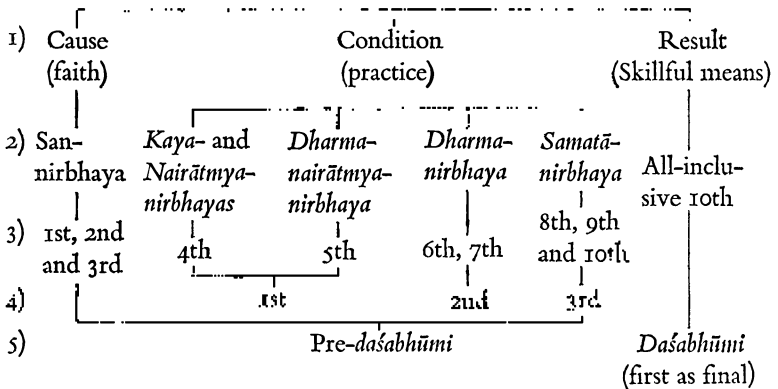 1) Cause Condition Result
(faith) (practice) (Skillful means)
2) San- Kaya- and Dharma- Dharma- Samatā-
nirbhaya Nairātmya- nairātmya- nirbhaya nirbhaya All-inclu-
nirbhayas nirbhaya sive 10th
3) 1st, 2nd 8th, 9th
and 3rd 4th 5th 6th, 7th and 10th
4) 1st 2nd 3rd
5) Pre-daśabhūmi Daśabhūmi
(first as final)